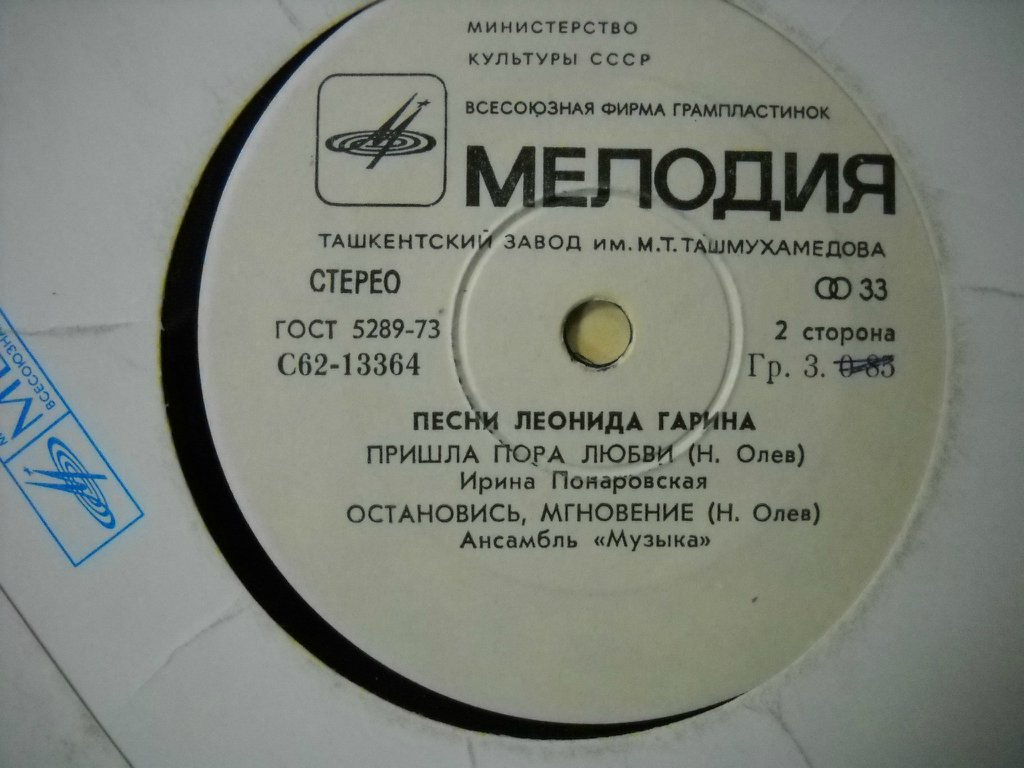 МИНИСТЕРСТВО
КУЛЬТУРЫ СССР
ВСЕСОЮЗНАЯ ФИРМА ГРАМПЛАСТИНОК
МЕЛОДИЯ
ТАШКЕНТСКИЙ ЗАВОД им. М.Т. ТАШМУХАМЕДОВА
СТЕРЕО
33
ГОСТ 5289-73
2 сторона
С62-13364
Гр. 3. 0-85
ПЕСНИ ЛЕОНИДА ГАРИНА
ПРИШЛА ПОРА ЛЮБВИ (Н. Олев)
Ирина Понаровская
ОСТАНОВИСЬ, МГНОВЕНИЕ (Н. Олев)
Ансамбль «Музыка»
ВСЕСОЮЗНА
МЕ